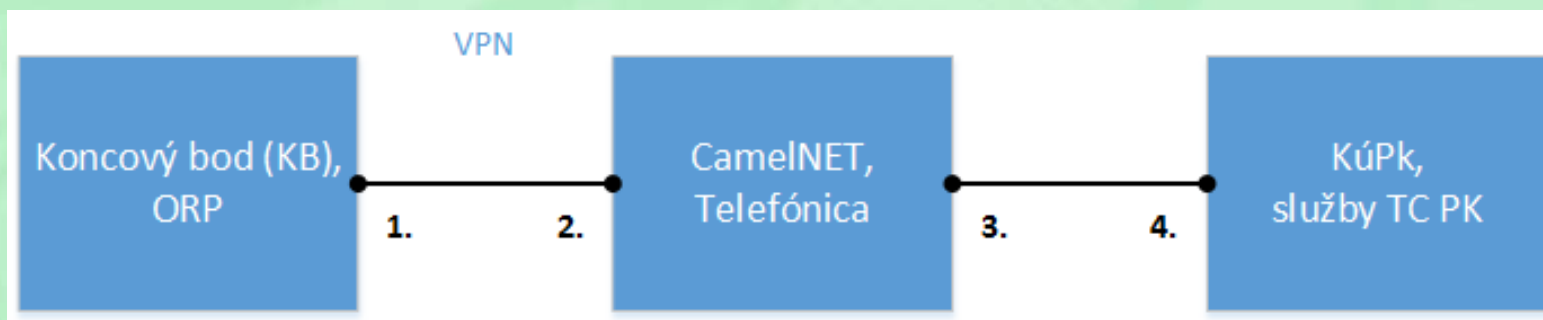 VPN
Koncový bod (KB),
ORP
CamelNET,
Telefónica
KúPk,
služby TC PK
1.
2.
3.
4.